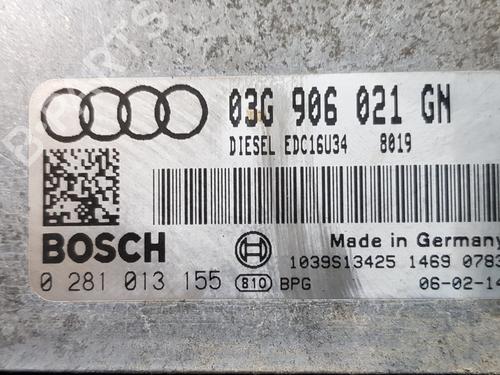 03G 906 021 GN
DIESEL EDC16U34 8019
BOSCH
Made in Germany
1039S13425 1469 0783
0 281 013 155 810 BPG 06-02-14